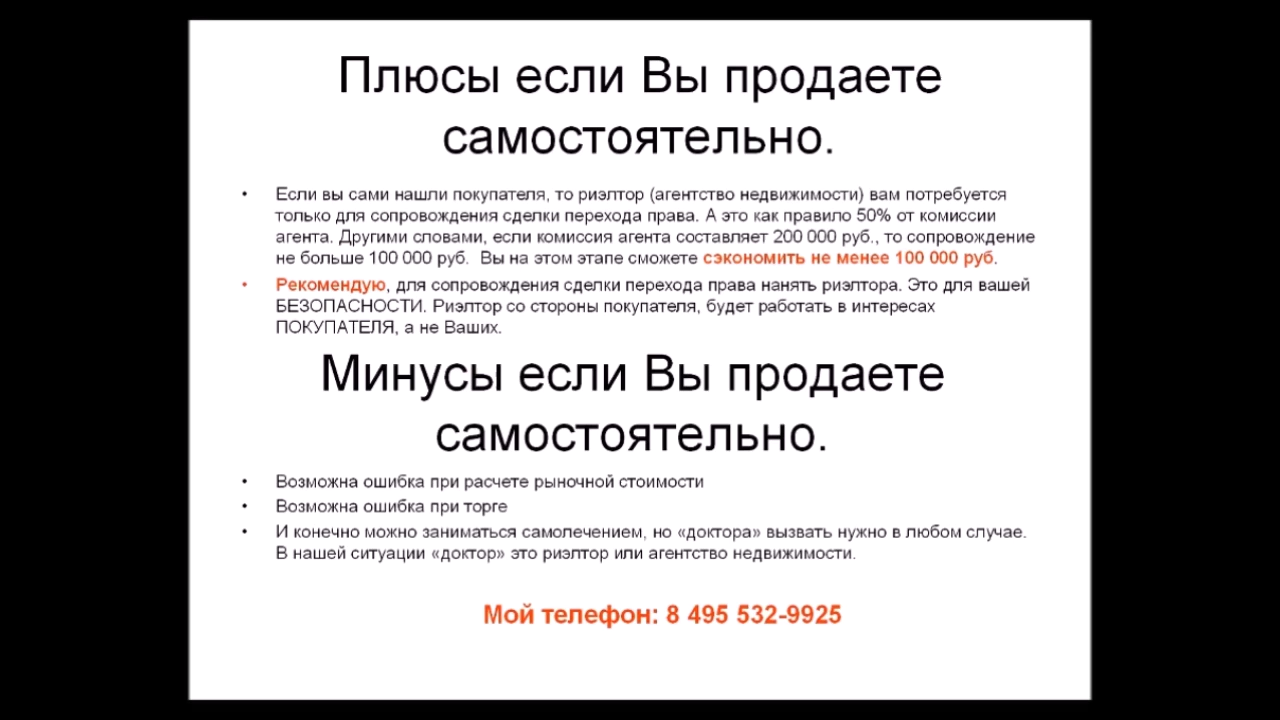 Плюсы если Вы продаете
самостоятельно.
• Если вы сами нашли покупателя, то риэлтор (агентство недвижимости) вам потребуется
только для сопровождения сделки перехода права. А это как правило 50% от комиссии
агента. Другими словами, если комиссия агента составляет 200 000 руб., то сопровождение
не больше 100 000 руб. Вы на этом этапе сможете сэкономить не менее 100 000 руб.
• Рекомендую, для сопровождения сделки перехода права нанять риэлтора. Это для вашей
БЕЗОПАСНОСТИ. Риэлтор со стороны покупателя, будет работать в интересах
ПОКУПАТЕЛЯ, а не Ваших.
Минусы если Вы продаете
самостоятельно.
• Возможна ошибка при расчете рыночной стоимости
• Возможна ошибка при торге
• И конечно можно заниматься самолечением, но «доктора» вызвать нужно в любом случае.
В нашей ситуации «доктор» это риэлтор или агентство недвижимости.
Мой телефон: 8 495 532-9925